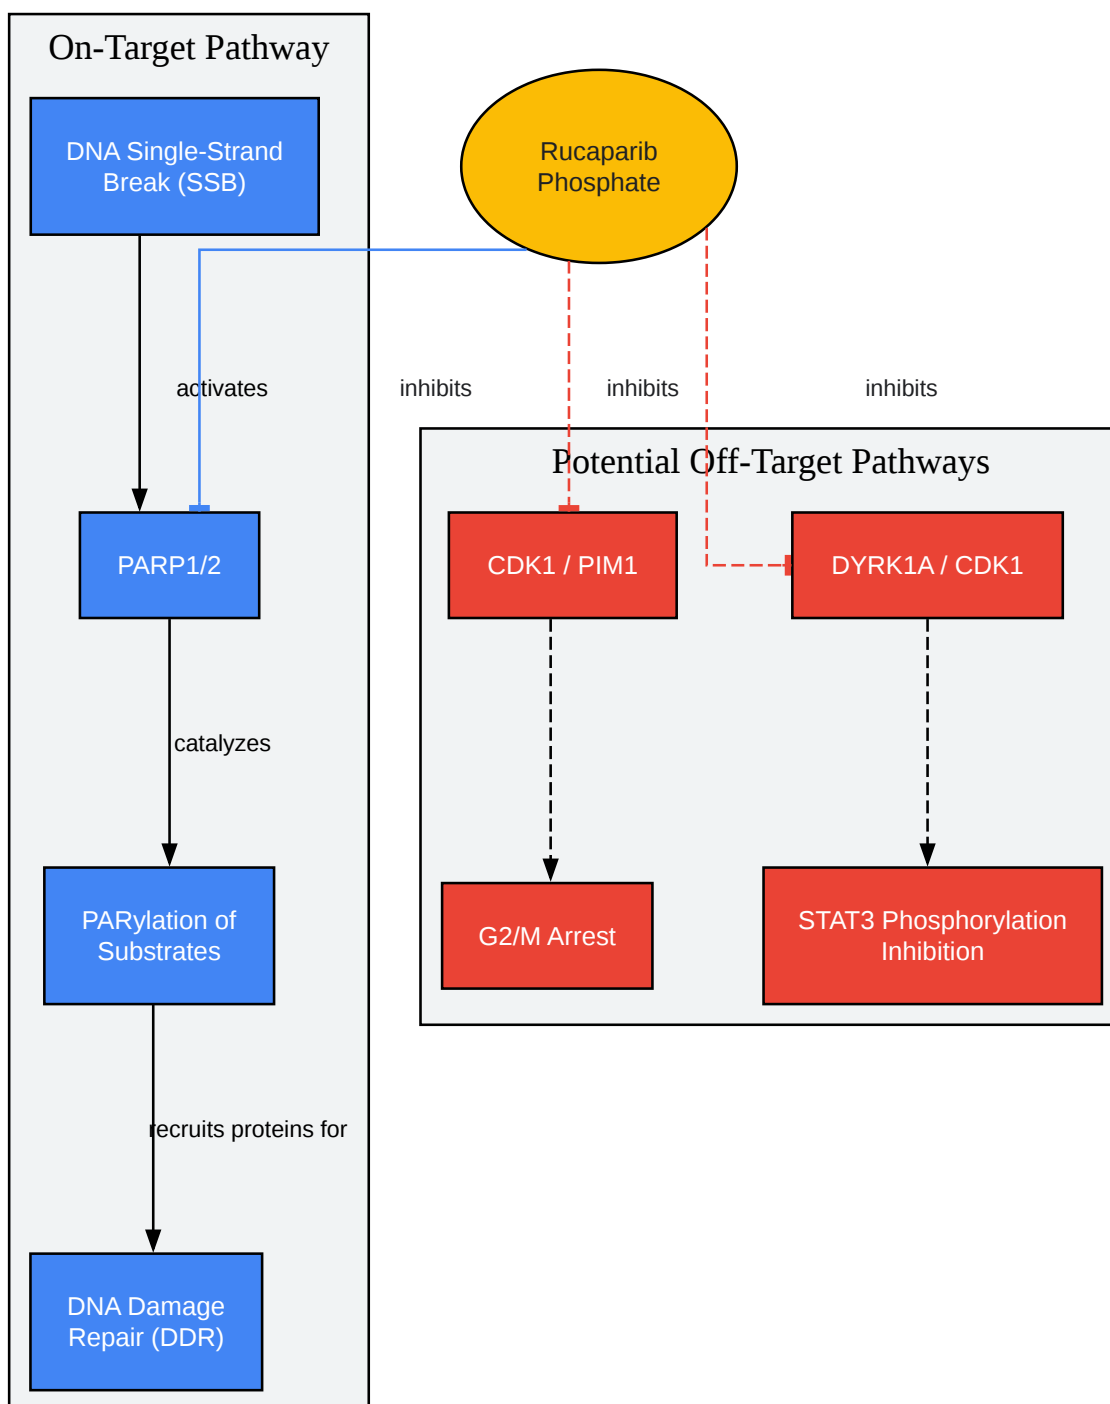 On-Target Pathway
DNA Single-Strand
Break (SSB)
Rucaparib
Phosphate
activates
inhibits
inhibits
inhibits
Potential Off-Target Pathways
PARP1/2
CDK1 / PIM1
DYRK1A / CDK1
catalyzes
PARylation of
Substrates
G2/M Arrest
STAT3 Phosphorylation
Inhibition
recruits proteins for
DNA Damage
Repair (DDR)